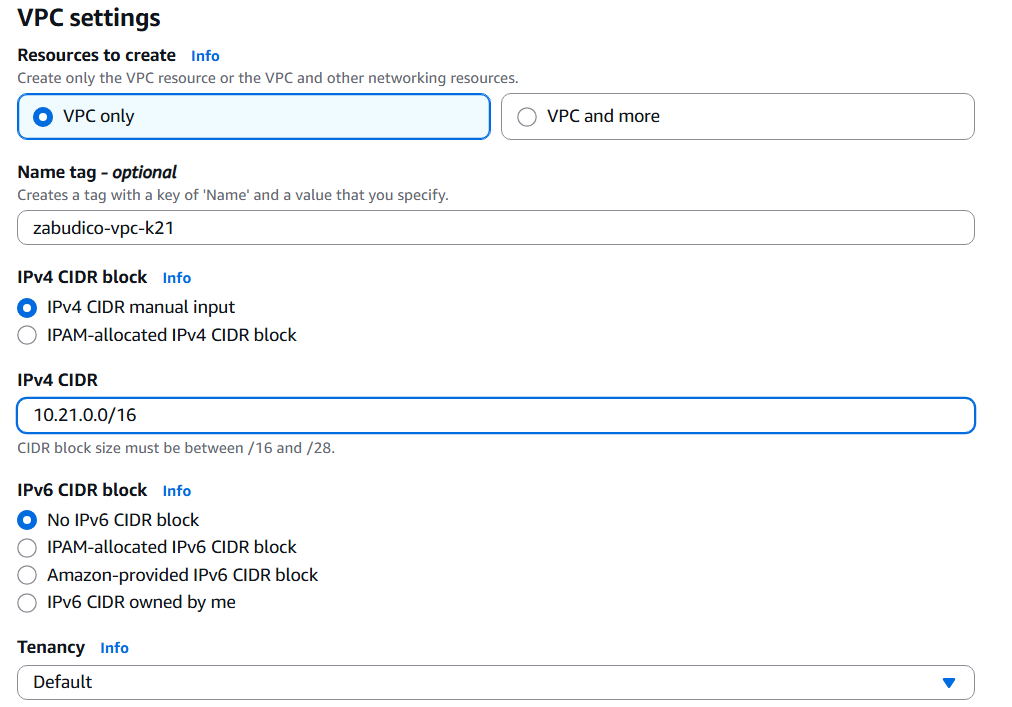 VPC settings
Resources to create Info
Create only the VPC resource or the VPC and other networking resources.
VPC only
VPC and more
Name tag - optional
Creates a tag with a key of 'Name' and a value that you specify.
zabudico-vpc-k21
IPv4 CIDR block Info
IPv4 CIDR manual input
IPAM-allocated IPv4 CIDR block
IPv4 CIDR
10.21.0.0/16
CIDR block size must be between /16 and /28.
IPv6 CIDR block Info
No IPv6 CIDR block
IPAM-allocated IPv6 CIDR block
Amazon-provided IPv6 CIDR block
IPv6 CIDR owned by me
Tenancy Info
Default